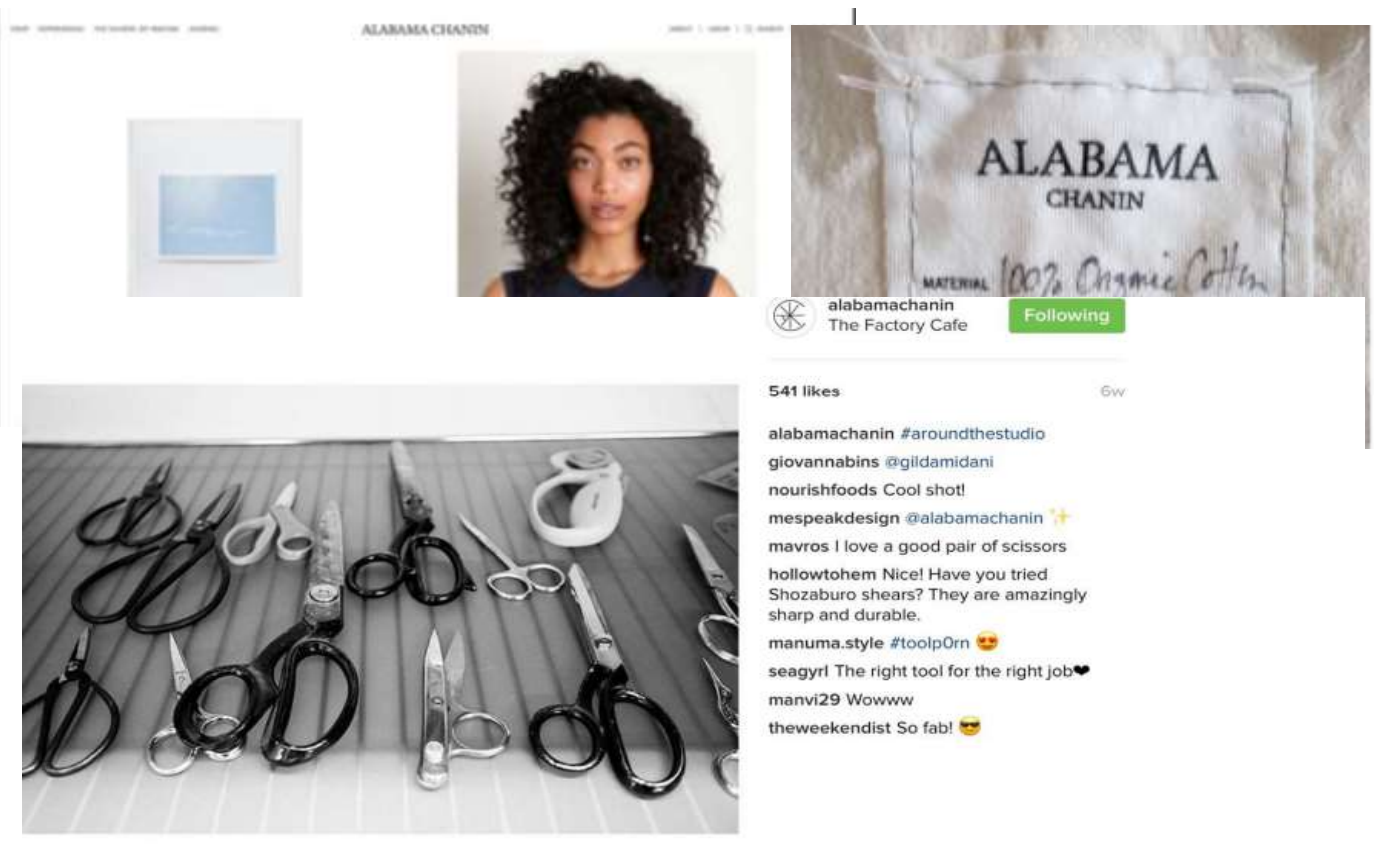 ALABAMA CHANIN
ALABAMA
CHANIN
MATERIAL 100% Organic Cotton
alabamachanin
The Factory Cafe
Following
541 likes
6w
alabamachanin #aroundthestudio
giovannabins @gildamidani
nourishfoods Cool shot!
mespeakdesign @alabamachanin ✨
mavros I love a good pair of scissors
hollowtohem Nice! Have you tried
Shozaburo shears? They are amazingly
sharp and durable.
manuma.style #toolp0rn 😍
seagyrl The right tool for the right job❤
manvi29 Wowww
theweekendist So fab! 😎